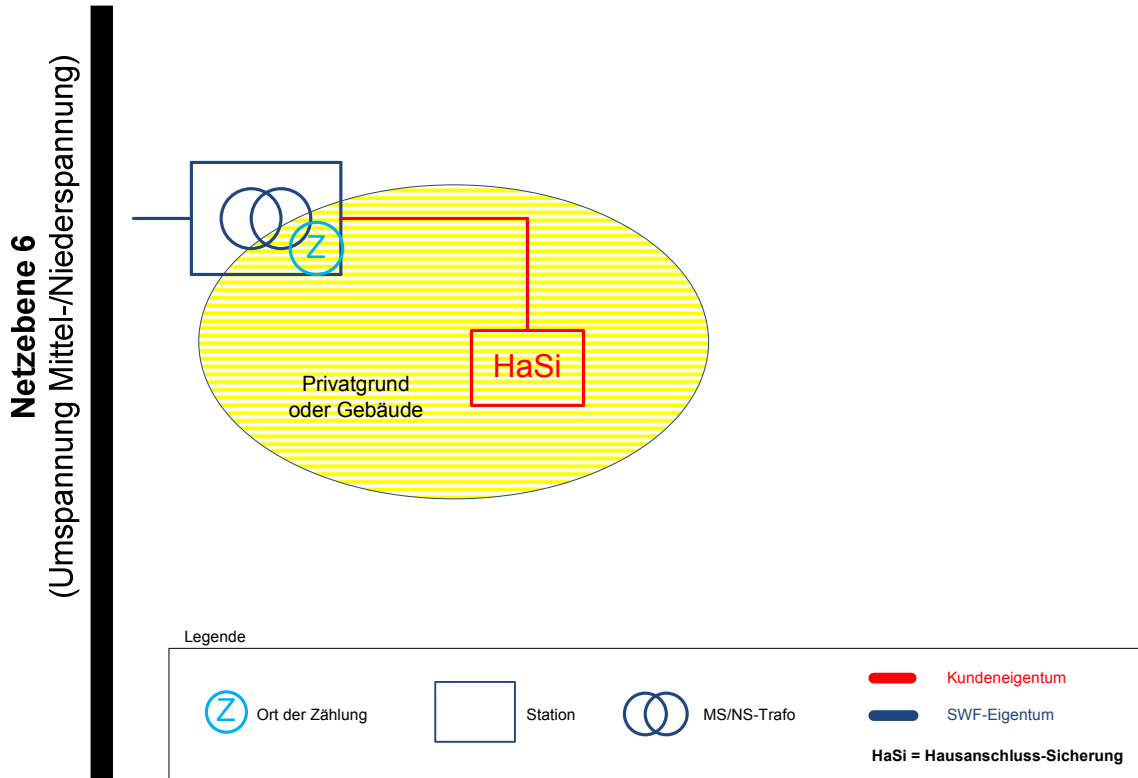 Netzebene 6
(Umspannung Mittel-/Niederspannung)
Z
HaSi
Privatgrund
oder Gebäude
Legende
Z
Ort der Zählung
Station
MS/NS-Trafo
Kundeneigentum
SWF-Eigentum
HaSi = Hausanschluss-Sicherung